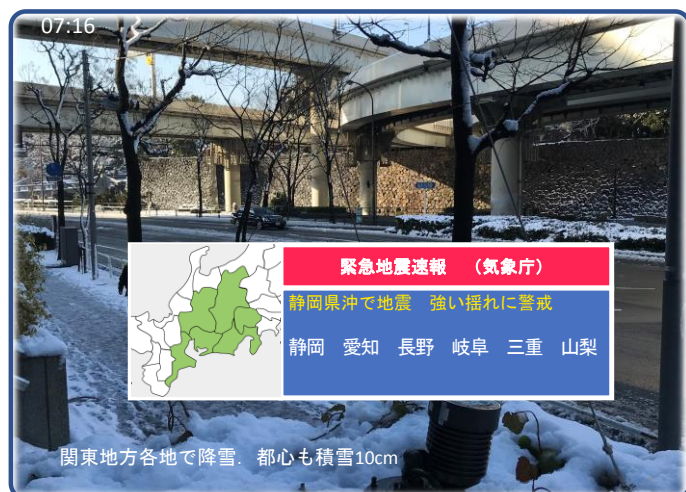 07:16
緊急地震速報　（気象庁）
静岡県沖で地震　強い揺れに警戒
静岡　愛知　長野　岐阜　三重　山梨
関東地方各地で降雪．都心も積雪10cm